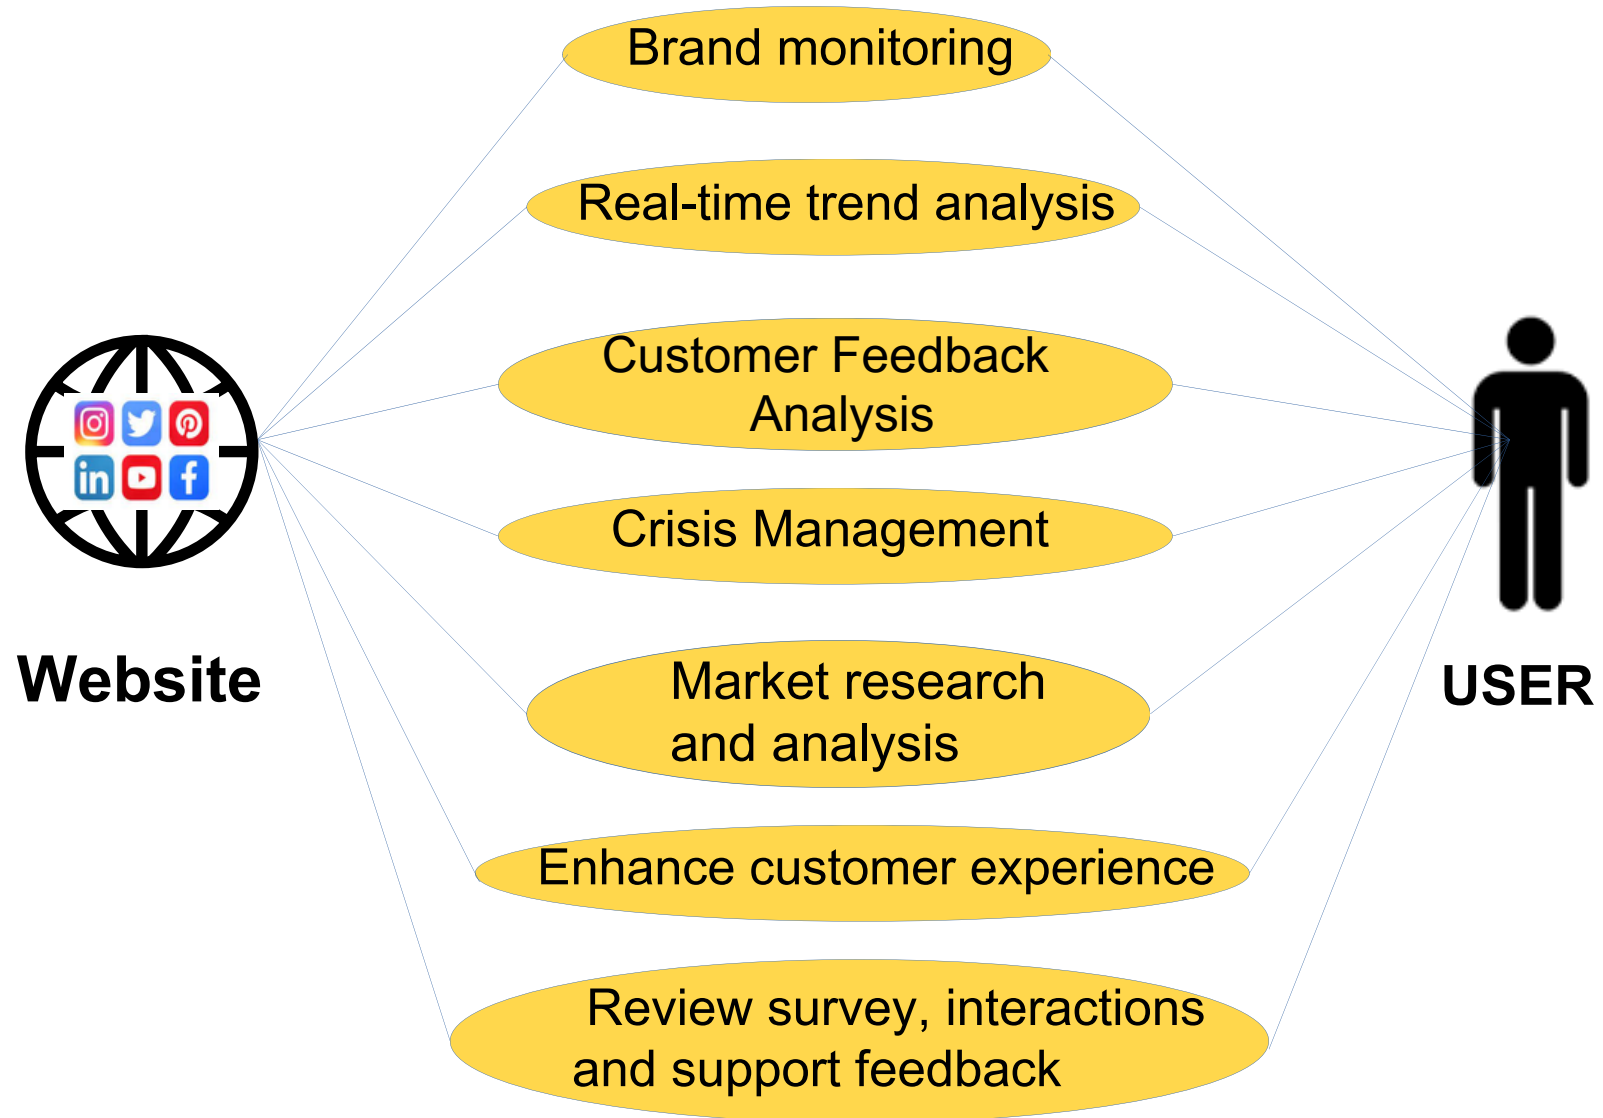 Brand monitoring
Real-time trend analysis
Customer Feedback
Analysis
Crisis Management
Market research
and analysis
Enhance customer experience
Review survey, interactions
and support feedback
in
f
Website
USER